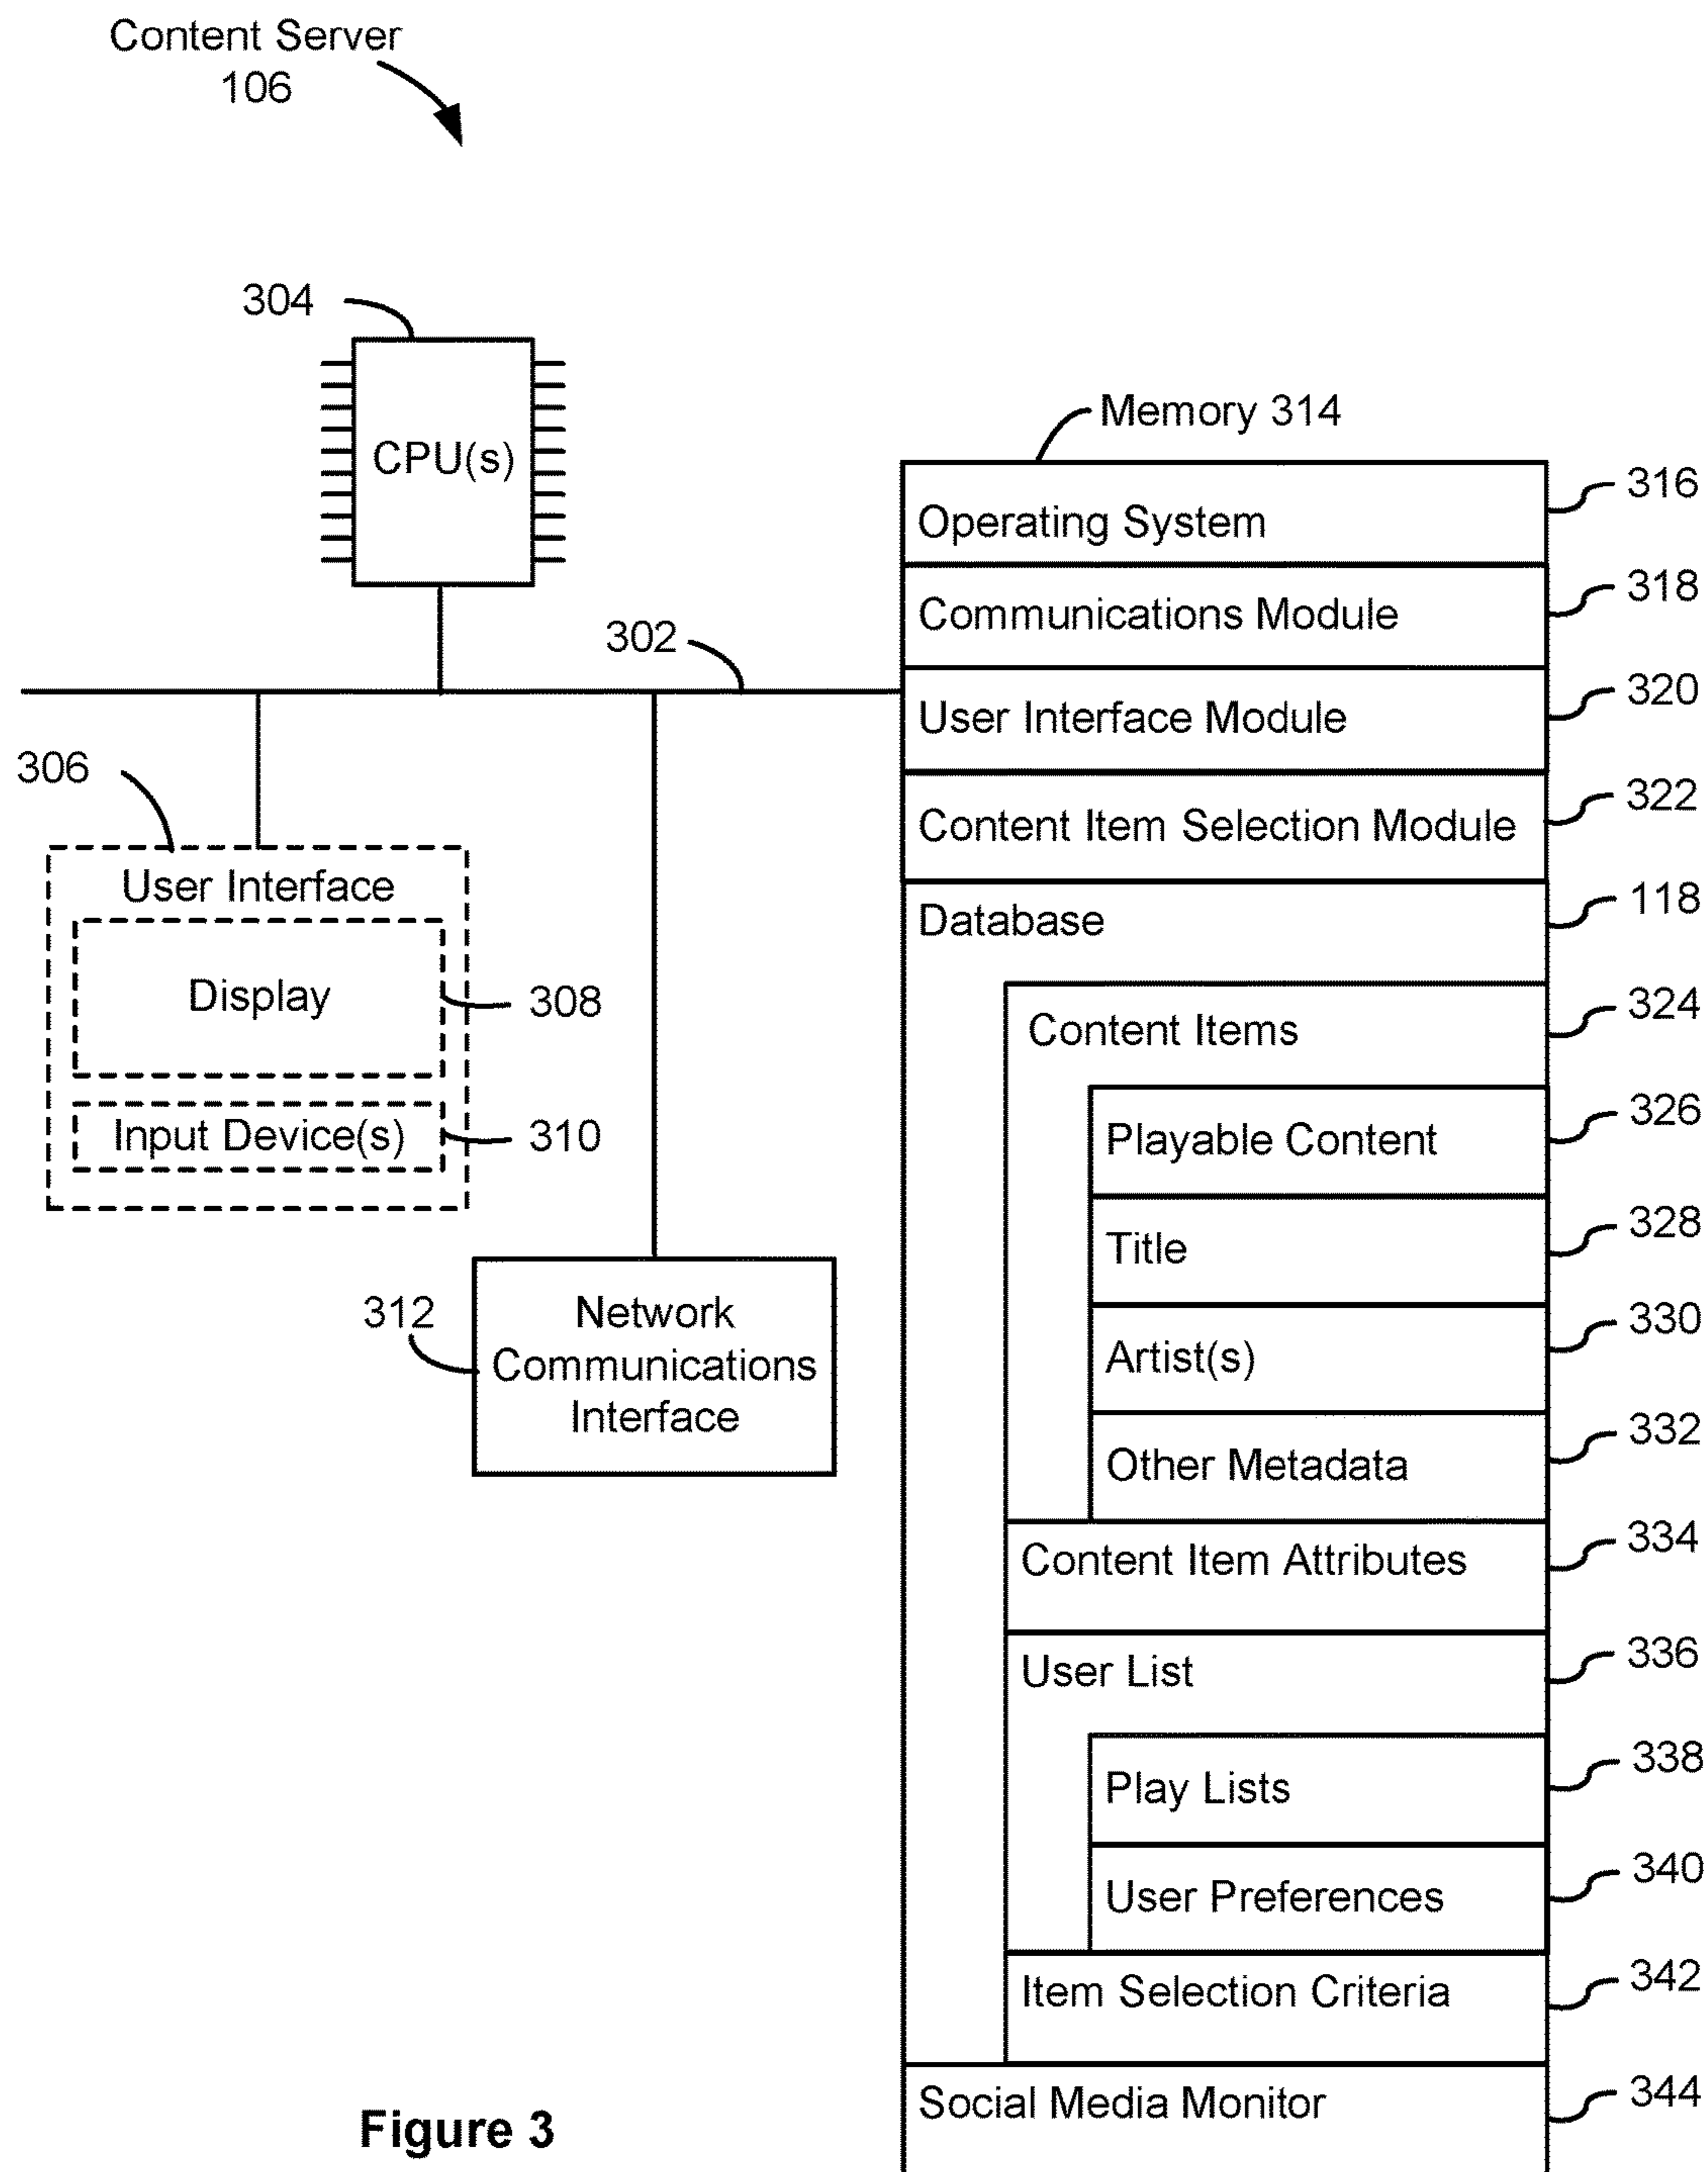 Content Server
106
304
CPU(s)
302
306
User Interface
Display
308
Input Device(s)
310
312
Network
Communications
Interface
Memory 314
Operating System
316
Communications Module
318
User Interface Module
320
Content Item Selection Module
322
Database
118
Content Items
324
Playable Content
326
Title
328
Artist(s)
330
Other Metadata
332
Content Item Attributes
334
User List
336
Play Lists
338
User Preferences
340
Item Selection Criteria
342
Social Media Monitor
344
Figure 3